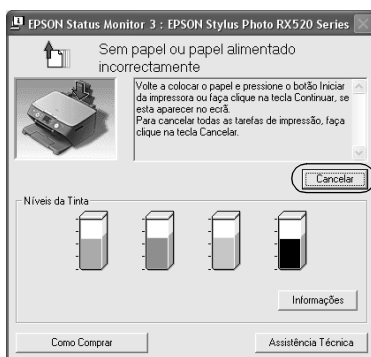 EPSON Status Monitor 3 : EPSON Stylus Photo RX520 Series
Sem papel ou papel alimentado
incorrectamente
Volte a colocar o papel e pressione o botão Iniciar
da impressora ou faça clique na tecla Continuar, se
esta aparecer no ecrã.
Para cancelar todas as tarefas de impressão, faça
clique na tecla Cancelar.
Cancelar
Níveis da Tinta
Informações
Como Comprar
Assistência Técnica